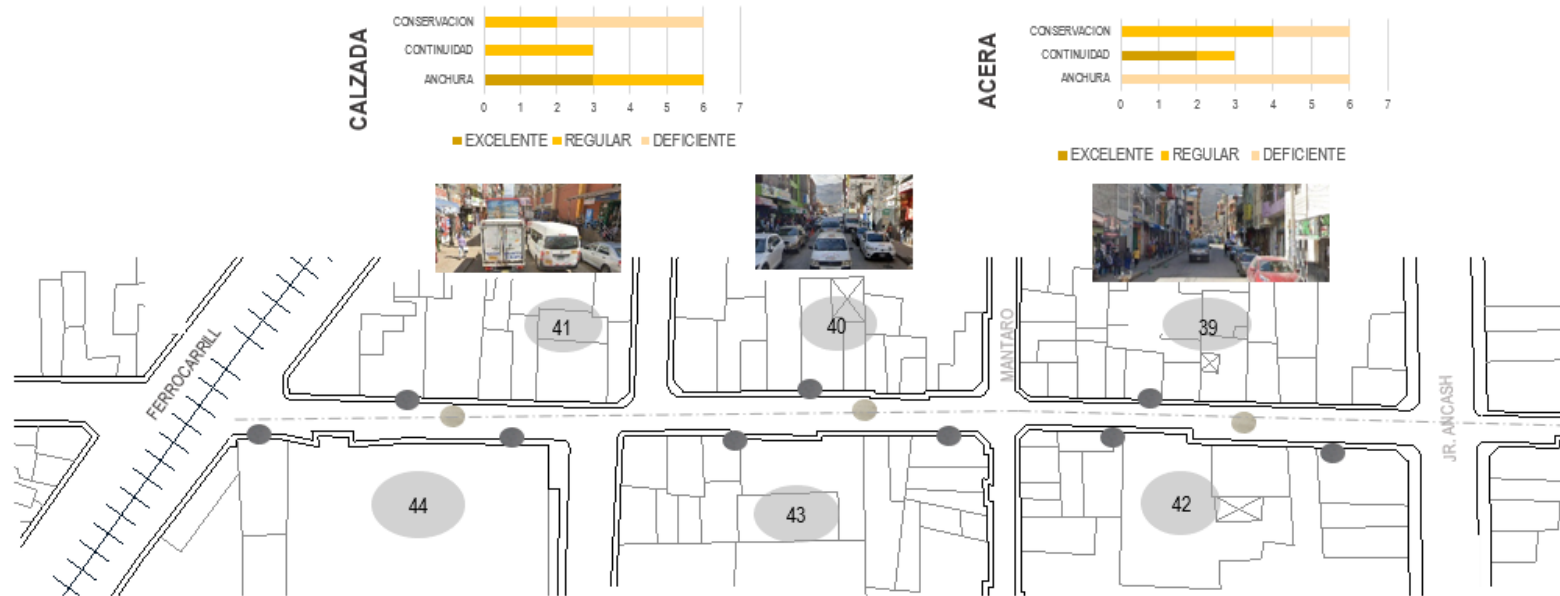 CALZADA
CONSERVACION
CONTINUIDAD
ANCHURA
0 1 2 3 4 5 6 7
EXCELENTE REGULAR DEFICIENTE
ACERA
CONSERVACION
CONTINUIDAD
ANCHURA
0 1 2 3 4 5 6 7
EXCELENTE REGULAR DEFICIENTE
41
40
39
FERROCARRILL
MANTARO
JR. ANCASH
44
43
42